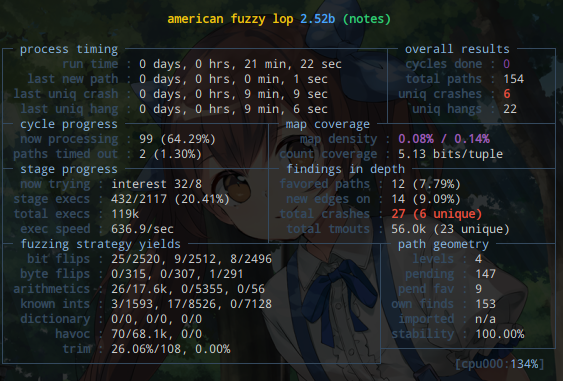 american fuzzy lop 2.52b (notes)
process timing overall results
run time : 0 days, 0 hrs, 21 min, 22 sec cycles done : 0
last new path : 0 days, 0 hrs, 0 min, 1 sec total paths : 154
last uniq crash : 0 days, 0 hrs, 9 min, 9 sec uniq crashes : 6
last uniq hang : 0 days, 0 hrs, 9 min, 6 sec uniq hangs : 22
cycle progress map coverage
now processing : 99 (64.29%) map density : 0.08% / 0.14%
paths timed out : 2 (1.30%) count coverage : 5.13 bits/tuple
stage progress findings in depth
now trying : interest 32/8 favored paths : 12 (7.79%)
stage execs : 432/2117 (20.41%) new edges on : 14 (9.09%)
total execs : 119k total crashes : 27 (6 unique)
exec speed : 636.9/sec total tmouts : 56.0k (23 unique)
fuzzing strategy yields path geometry
bit flips : 25/2520, 9/2512, 8/2496 levels : 4
byte flips : 0/315, 0/307, 1/291 pending : 147
arithmetics : 26/17.6k, 0/5355, 0/56 pend fav : 9
known ints : 3/1593, 17/8526, 0/7128 own finds : 153
dictionary : 0/0, 0/0, 0/0 imported : n/a
havoc : 70/68.1k, 0/0 stability : 100.00%
trim : 26.06%/108, 0.00%
[cpu000:134%]